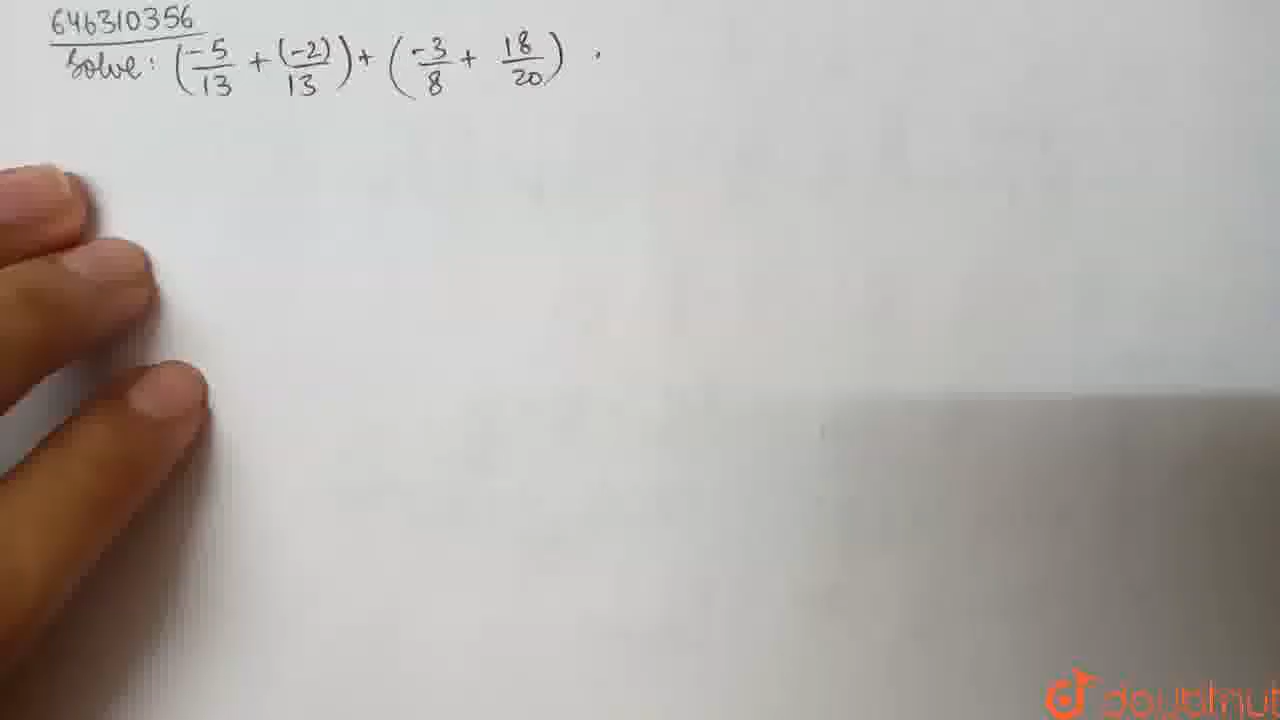 646310356
Solve: (-5/13 + (-2)/13) + (-3/8 + 18/20).
doubtnut